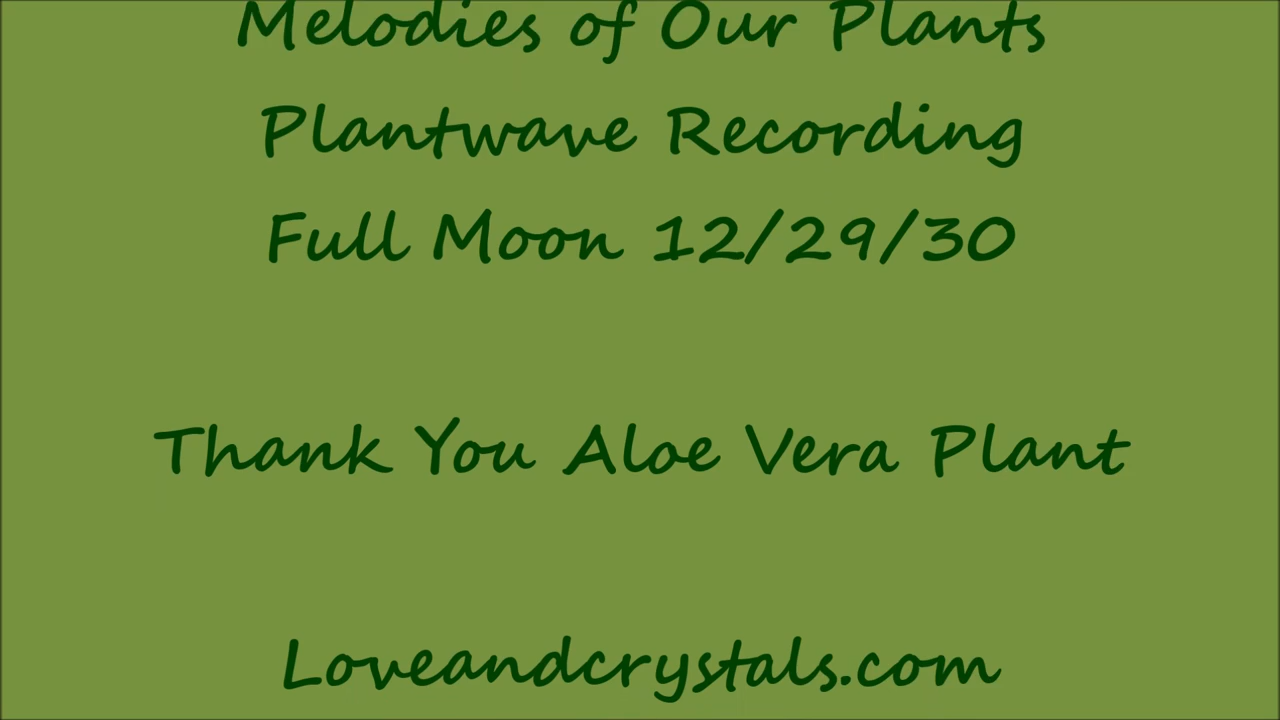 Melodies of Our Plants
Plantwave Recording
Full Moon 12/29/30
Thank You Aloe Vera Plant
Loveandcrystals.com